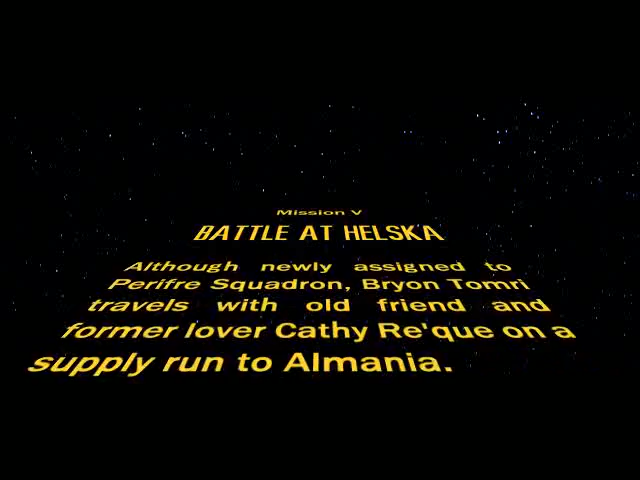 Mission V
BATTLE AT HELSKA
Although newly assigned to
Perifre Squadron, Bryon Tomri
travels with old friend and
former lover Cathy Re'que on a
supply run to Almania.